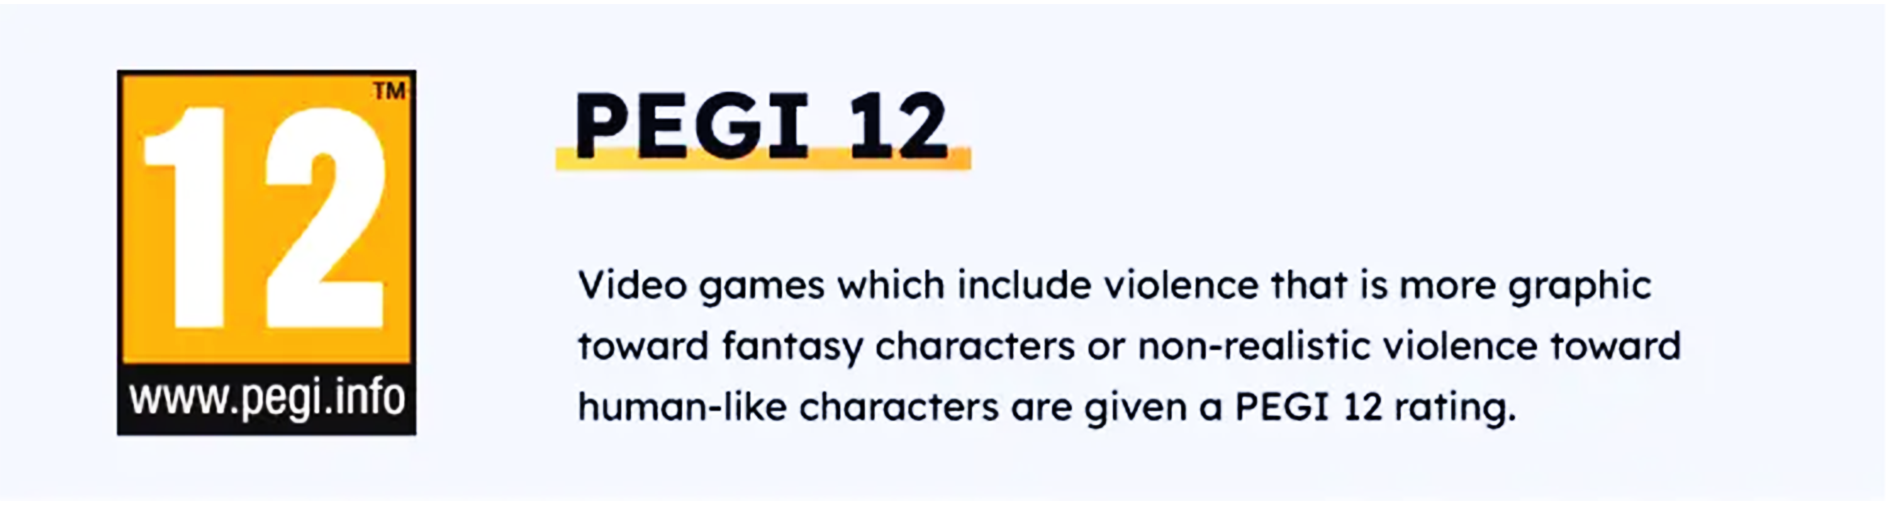 12
TM
www.pegi.info
PEGI 12
Video games which include violence that is more graphic
toward fantasy characters or non-realistic violence toward
human-like characters are given a PEGI 12 rating.